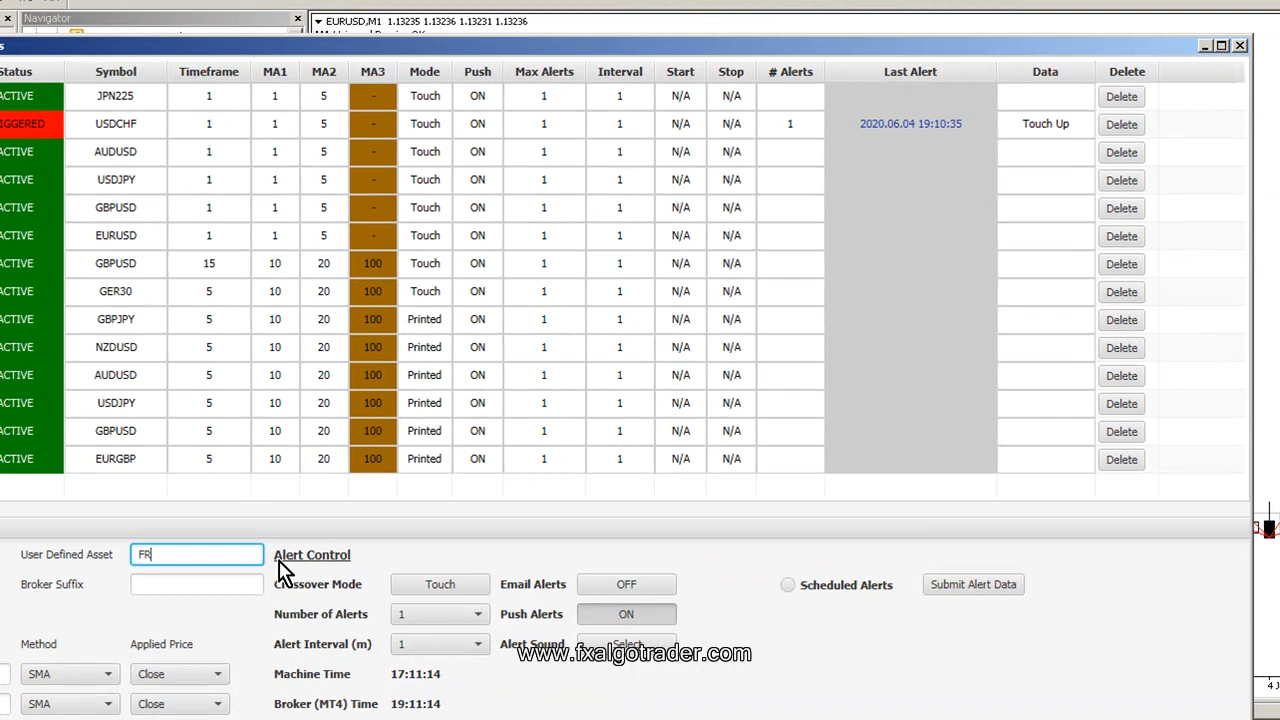 Navigator
EURUSD,M1 1.13235 1.13236 1.13231 1.13236
s
Status Symbol Timeframe MA1 MA2 MA3 Mode Push Max Alerts Interval Start Stop # Alerts Last Alert Data Delete
ACTIVE JPN225 1 1 5 - Touch ON 1 1 N/A N/A Delete
IGGERED USDCHF 1 1 5 - Touch ON 1 1 N/A N/A 1 2020.06.04 19:10:35 Touch Up Delete
ACTIVE AUDUSD 1 1 5 - Touch ON 1 1 N/A N/A Delete
ACTIVE USDJPY 1 1 5 - Touch ON 1 1 N/A N/A Delete
ACTIVE GBPUSD 1 1 5 - Touch ON 1 1 N/A N/A Delete
ACTIVE EURUSD 1 1 5 - Touch ON 1 1 N/A N/A Delete
ACTIVE GBPUSD 15 10 20 100 Touch ON 1 1 N/A N/A Delete
ACTIVE GER30 5 10 20 100 Touch ON 1 1 N/A N/A Delete
ACTIVE GBPJPY 5 10 20 100 Printed ON 1 1 N/A N/A Delete
ACTIVE NZDUSD 5 10 20 100 Printed ON 1 1 N/A N/A Delete
ACTIVE AUDUSD 5 10 20 100 Printed ON 1 1 N/A N/A Delete
ACTIVE USDJPY 5 10 20 100 Printed ON 1 1 N/A N/A Delete
ACTIVE GBPUSD 5 10 20 100 Printed ON 1 1 N/A N/A Delete
ACTIVE EURGBP 5 10 20 100 Printed ON 1 1 N/A N/A Delete
User Defined Asset FR Alert Control
Broker Suffix Crossover Mode Touch Email Alerts OFF Scheduled Alerts Submit Alert Data
Number of Alerts 1 Push Alerts ON
Method Applied Price Alert Interval (m) 1 Alert Sound Select
www.fxalgotrader.com
SMA Close Machine Time 17:11:14
SMA Close Broker (MT4) Time 19:11:14
4 J